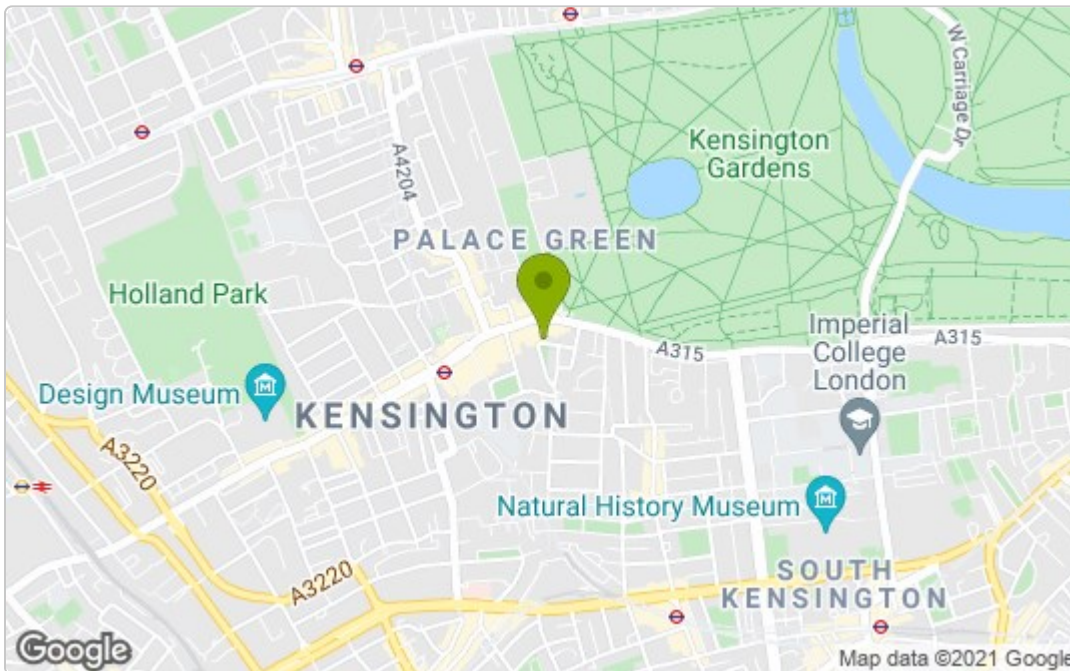 W Carriage Dr
Kensington
Gardens
A4204
PALACE GREEN
Holland Park
Imperial
College
London
A315
A315
Design Museum
KENSINGTON
A3220
Natural History Museum
SOUTH
KENSINGTON
A3220
Google
Map data ©2021 Google